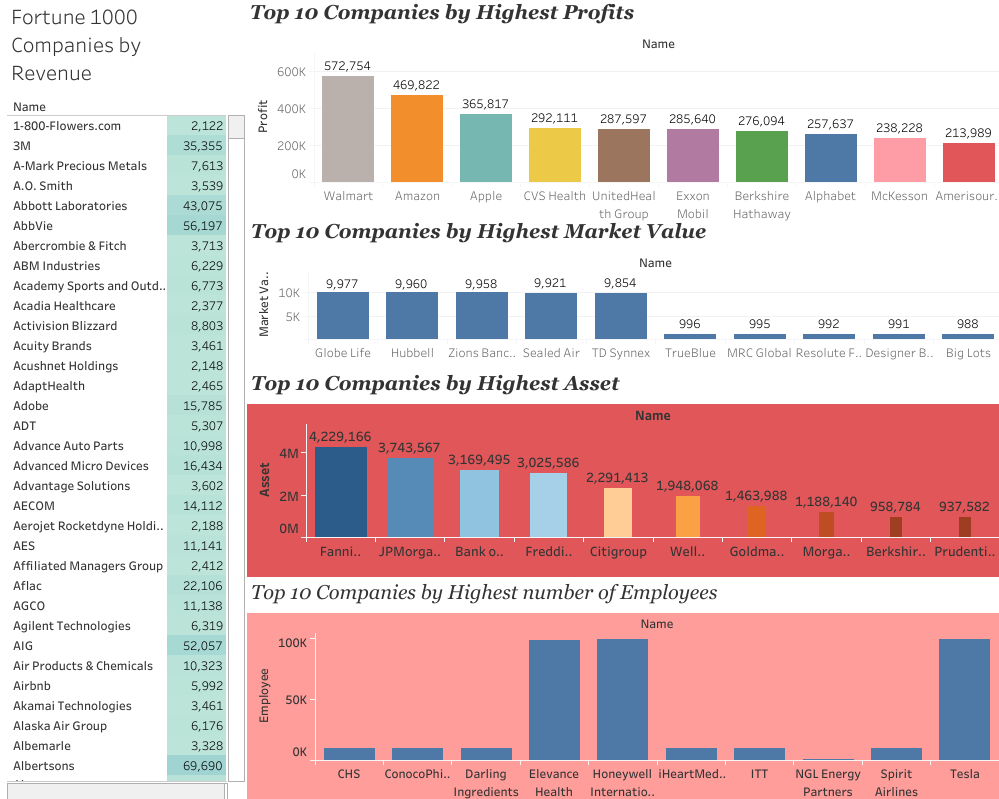 Fortune 1000
Companies by
Revenue
Name
1-800-Flowers.com 2,122
3M 35,355
A-Mark Precious Metals 7,613
A.O. Smith 3,539
Abbott Laboratories 43,075
AbbVie 56,197
Abercrombie & Fitch 3,713
ABM Industries 6,229
Academy Sports and Outd.. 6,773
Acadia Healthcare 2,377
Activision Blizzard 8,803
Acuity Brands 3,461
Acushnet Holdings 2,148
AdaptHealth 2,465
Adobe 15,785
ADT 5,307
Advance Auto Parts 10,998
Advanced Micro Devices 16,434
Advantage Solutions 3,602
AECOM 14,112
Aerojet Rocketdyne Holdi.. 2,188
AES 11,141
Affiliated Managers Group 2,412
Aflac 22,106
AGCO 11,138
Agilent Technologies 6,319
AIG 52,057
Air Products & Chemicals 10,323
Airbnb 5,992
Akamai Technologies 3,461
Alaska Air Group 6,176
Albemarle 3,328
Albertsons 69,690
Top 10 Companies by Highest Profits
Name
Profit
600K
400K
200K
0K
572,754 469,822 365,817 292,111 287,597 285,640 276,094 257,637 238,228 213,989
Walmart Amazon Apple CVS Health UnitedHeal Exxon Berkshire Alphabet McKesson Amerisour.
th Group Mobil Hathaway
Top 10 Companies by Highest Market Value
Name
Market Va..
10K
5K
9,977 9,960 9,958 9,921 9,854 996 995 992 991 988
Globe Life Hubbell Zions Banc.. Sealed Air TD Synnex TrueBlue MRC Global Resolute F.. Designer B.. Big Lots
Top 10 Companies by Highest Asset
Name
Asset
4M
2M
0M
4,229,166 3,743,567 3,169,495 3,025,586 2,291,413 1,948,068 1,463,988 1,188,140 958,784 937,582
Fanni.. JPMorga.. Bank o.. Freddi.. Citigroup Well.. Goldma.. Morga.. Berkshir.. Prudenti..
Top 10 Companies by Highest number of Employees
Name
Employee
100K
50K
0K
CHS ConocoPhi.. Darling Elevance Honeywell iHeartMed.. ITT NGL Energy Spirit Tesla
Ingredients Health Internatio.. Partners Airlines